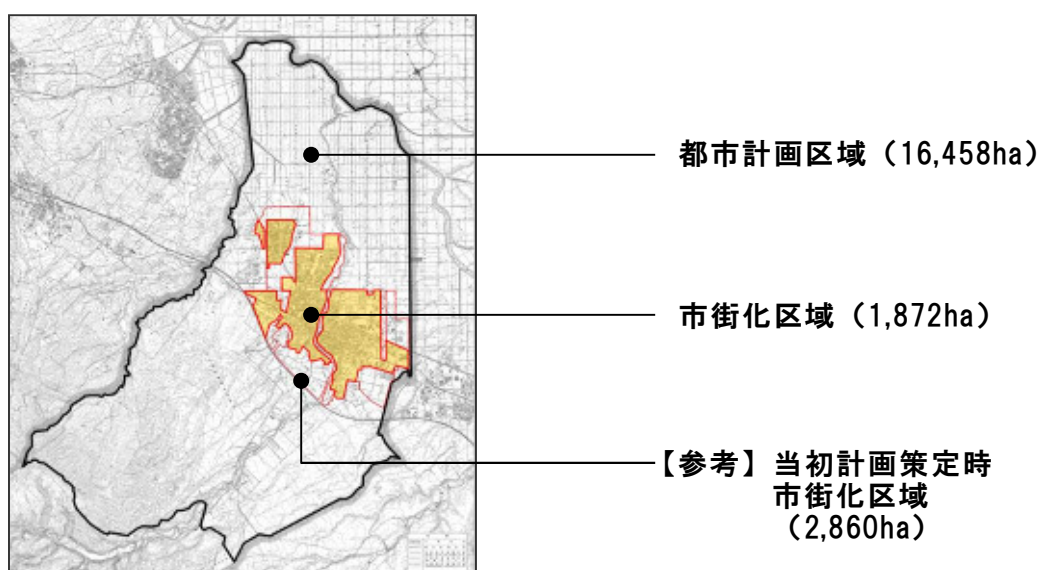 都市計画区域（16,458ha）
市街化区域（1,872ha）
【参考】当初計画策定時
市街化区域
（2,860ha）